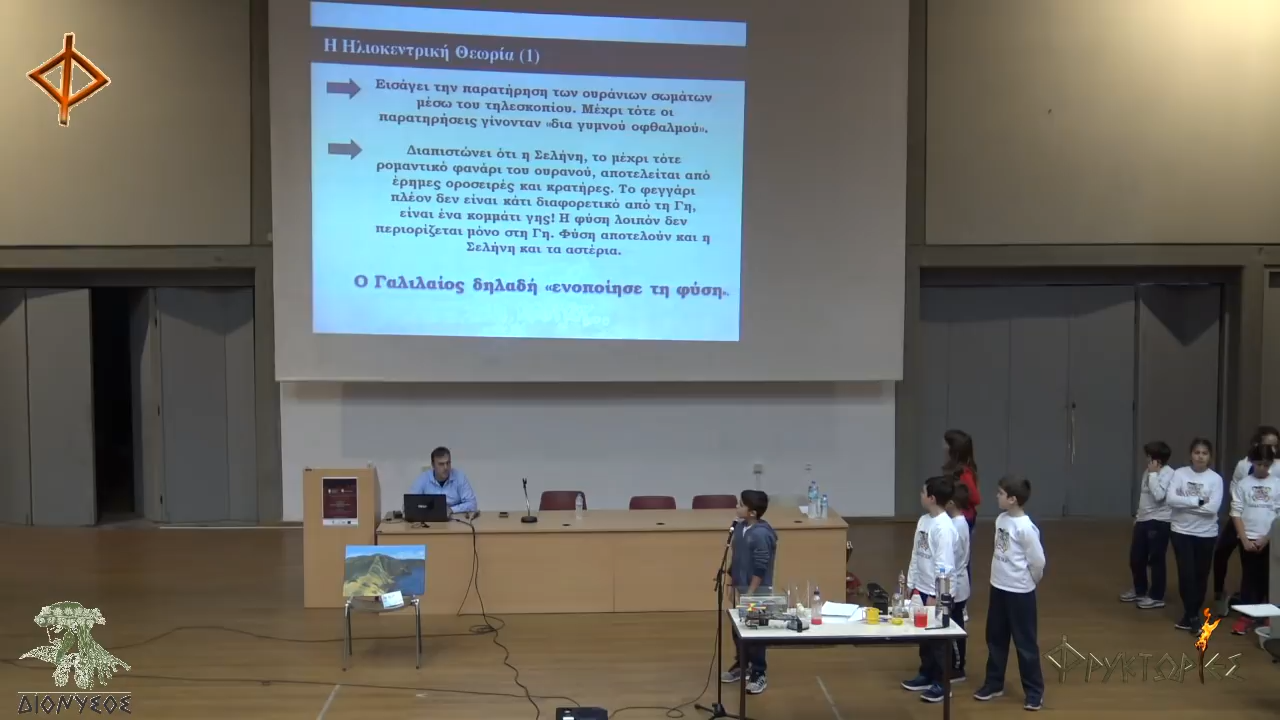 Η Ηλιοκεντρική Θεωρία (1)
Εισάγει την παρατήρηση των ουράνιων σωμάτων
μέσω του τηλεσκοπίου. Μέχρι τότε οι
παρατηρήσεις γίνονταν «δια γυμνού οφθαλμού».
Διαπιστώνει ότι η Σελήνη, το μέχρι τότε
ρομαντικό φανάρι του ουρανού, αποτελείται από
έρημες οροσειρές και κρατήρες. Το φεγγάρι
πλέον δεν είναι κάτι διαφορετικό από τη Γη,
είναι ένα κομμάτι γης! Η φύση λοιπόν δεν
περιορίζεται μόνο στη Γη. Φύση αποτελούν και η
Σελήνη και τα αστέρια.
Ο Γαλιλαίος δηλαδή «ενοποίησε τη φύση».
ΔΙΟΝΥΣΟΣ
ΦΡΥΚΤΩΡΙΕΣ